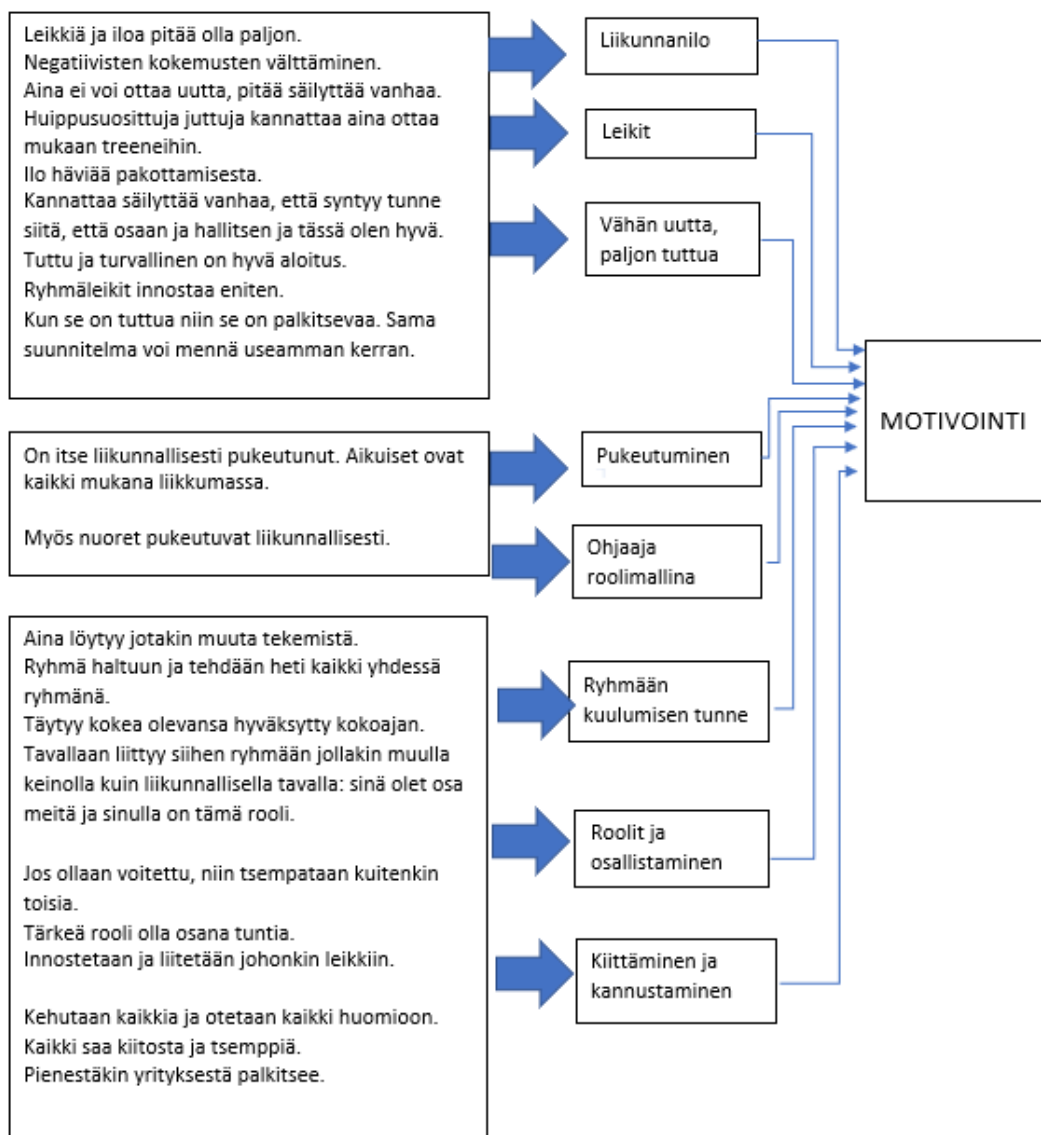 Leikkiä ja iloa pitää olla paljon.
Negatiivisten kokemusten välttäminen.
Aina ei voi ottaa uutta, pitää säilyttää vanhaa.
Huippusuosittuja juttuja kannattaa aina ottaa
mukaan treeneihin.
Ilo häviää pakottamisesta.
Kannattaa säilyttää vanhaa, että syntyy tunne
siitä, että osaan ja hallitsen ja tässä olen hyvä.
Tuttu ja turvallinen on hyvä aloitus.
Ryhmäleikit innostaa eniten.
Kun se on tuttua niin se on palkitsevaa. Sama
suunnitelma voi mennä useamman kerran.
Liikunnanilo
Leikit
Vähän uutta,
paljon tuttua
On itse liikunnallisesti pukeutunut. Aikuiset ovat
kaikki mukana liikkumassa.
Myös nuoret pukeutuvat liikunnallisesti.
Pukeutuminen
Ohjaaja
roolimallina
Aina löytyy jotakin muuta tekemistä.
Ryhmä haltuun ja tehdään heti kaikki yhdessä
ryhmänä.
Täytyy kokea olevansa hyväksytty kokoajan.
Tavallaan liittyy siihen ryhmään jollakin muulla
keinolla kuin liikunnallisella tavalla: sinä olet osa
meitä ja sinulla on tämä rooli.
Jos ollaan voitettu, niin tsempataan kuitenkin
toisia.
Tärkeä rooli olla osana tuntia.
Innostetaan ja liitetään johonkin leikkiin.
Kehutaan kaikkia ja otetaan kaikki huomioon.
Kaikki saa kiitosta ja tsemppiä.
Pienestäkin yrityksestä palkitsee.
Ryhmään
kuulumisen tunne
Roolit ja
osallistaminen
Kiittäminen ja
kannustaminen
MOTIVOINTI